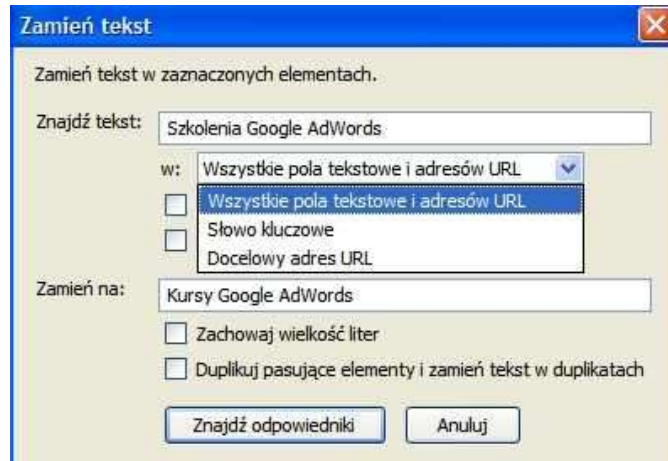 Zamień tekst
Zamień tekst w zaznaczonych elementach.
Znajdź tekst: Szkolenia Google AdWords
w: Wszystkie pola tekstowe i adresów URL
Wszystkie pola tekstowe i adresów URL
Słowo kluczowe
Docelowy adres URL
Zamień na: Kursy Google AdWords
Zachowaj wielkość liter
Duplikuj pasujące elementy i zamień tekst w duplikatach
Znajdź odpowiedniki Anuluj